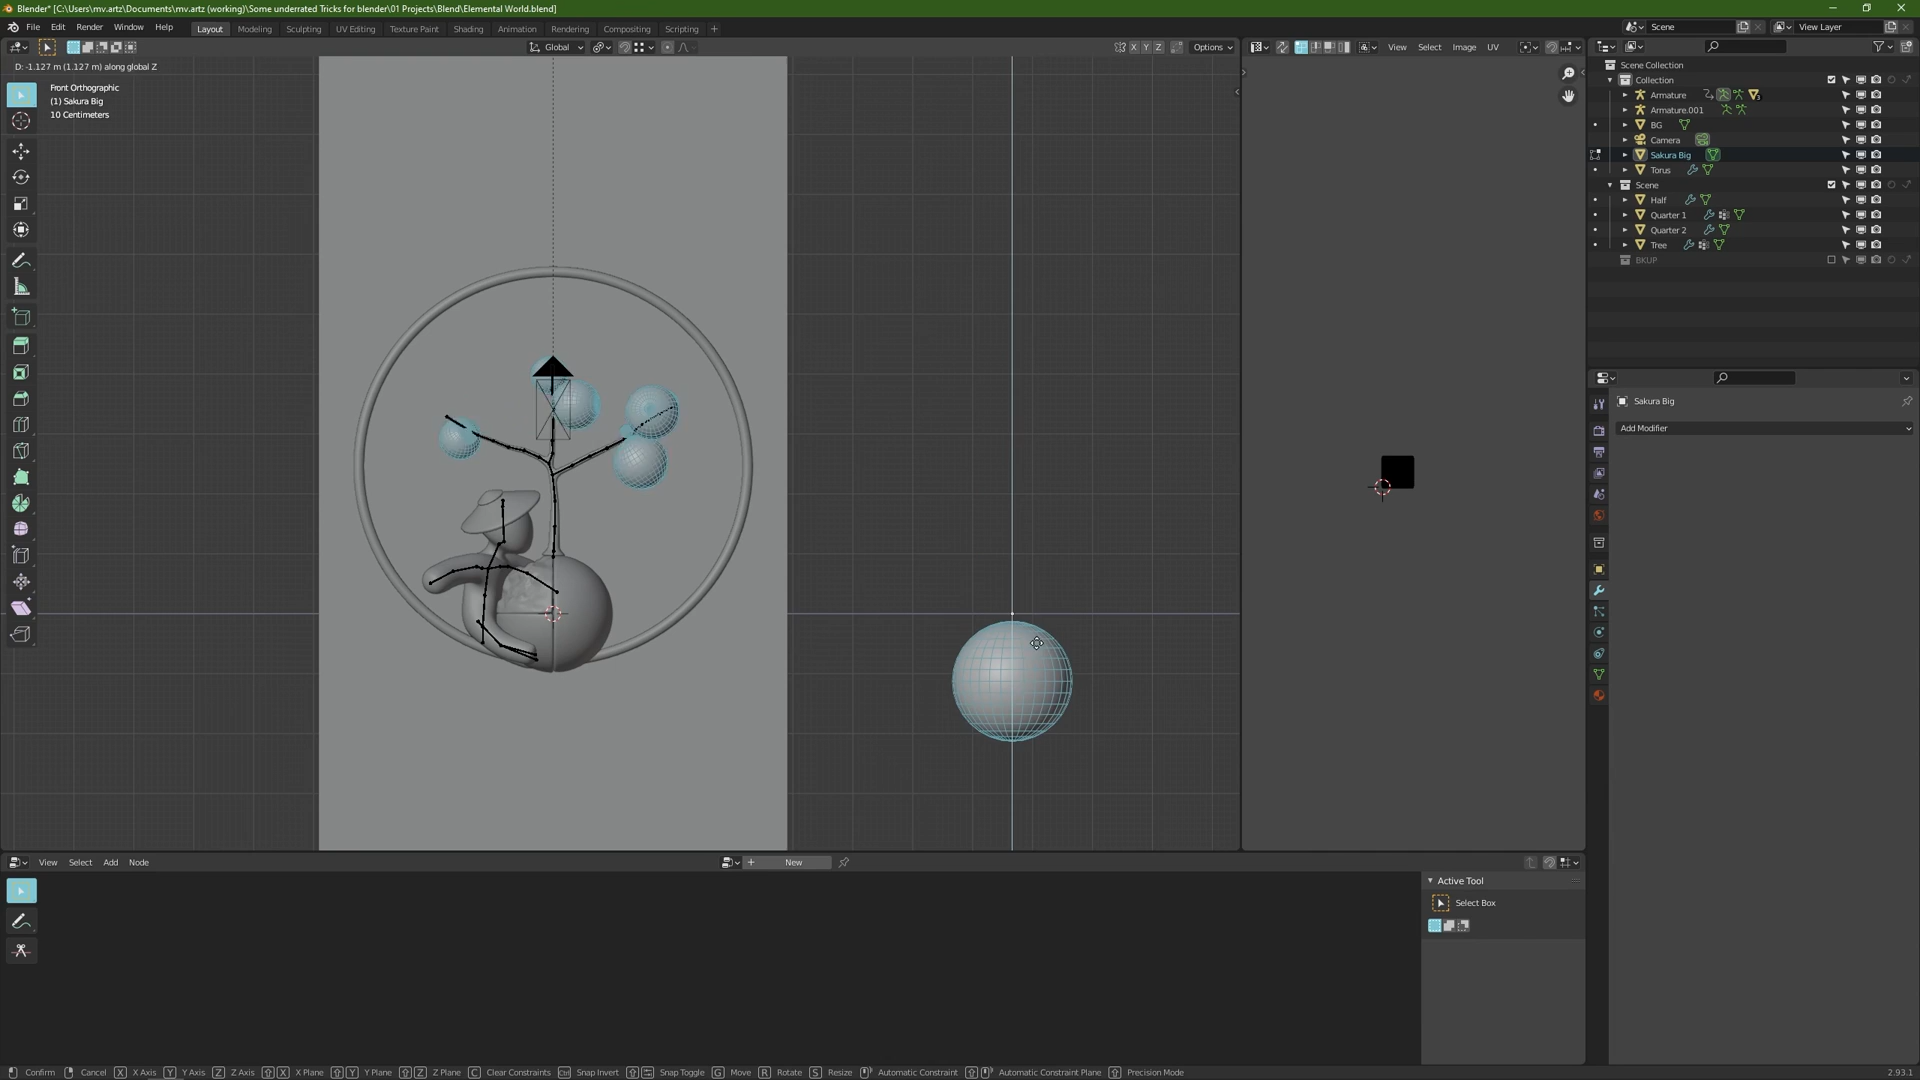 Blender* [C:\Users\mv.artz\Documents\mv.artz (working)\Some underrated Tricks for blender\01 Projects\Blend\Elemental World.blend]
File Edit Render Window Help Layout Modeling Sculpting UV Editing Texture Paint Shading Animation Rendering Compositing Scripting + Scene View Layer
Global X Y Z Options View Select Image UV
D: -1.127 m (1.127 m) along global Z
Front Orthographic
(1) Sakura Big
10 Centimeters
Scene Collection
Collection
Armature 3
Armature.001
BG
Camera
Sakura Big
Torus
Scene
Half
Quarter 1
Quarter 2
Tree
BKUP
Sakura Big
Add Modifier
View Select Add Node + New
Active Tool
Select Box
Confirm Cancel X X Axis Y Y Axis Z Z Axis X X Plane Y Y Plane Z Z Plane C Clear Constraints Ctrl Snap Invert Snap Toggle G Move R Rotate S Resize Automatic Constraint Automatic Constraint Plane Precision Mode 2.93.1